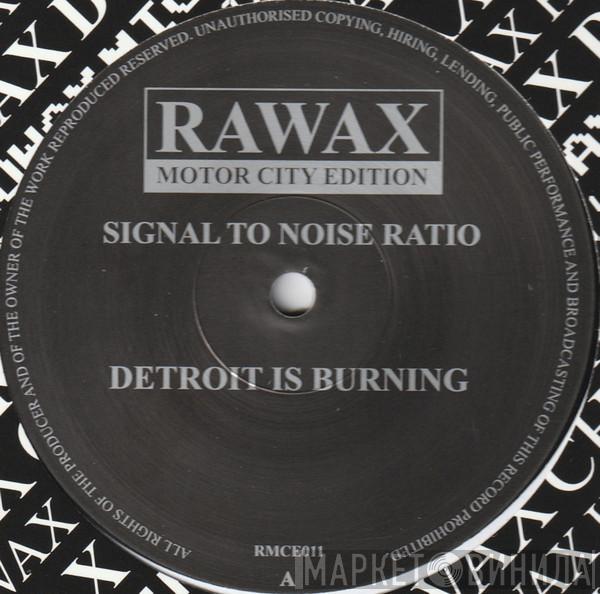 ALL RIGHTS OF THE PRODUCER AND OF THE OWNER OF THE WORK REPRODUCED RESERVED. UNAUTHORISED COPYING, HIRING, LENDING, PUBLIC PERFORMANCE AND BROADCASTING OF THIS RECORD PROHIBITED
RAWAX
MOTOR CITY EDITION
SIGNAL TO NOISE RATIO
DETROIT IS BURNING
RMCE011
A
МАРКЕТ ВИНИЛА